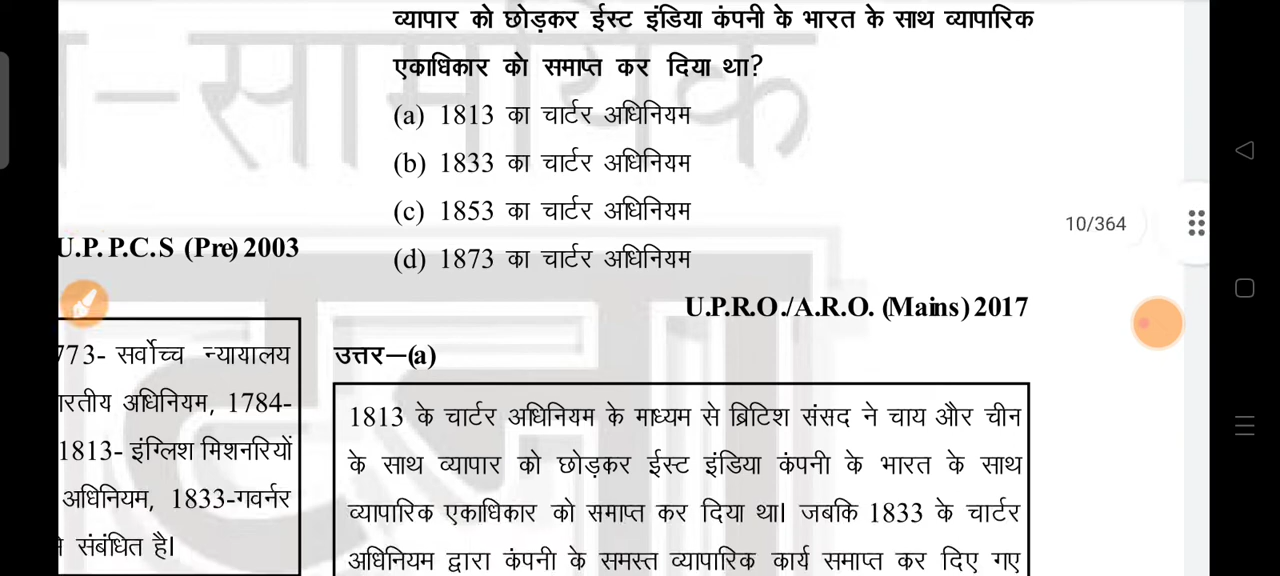 व्यापार को छोड़कर ईस्ट इंडिया कंपनी के भारत के साथ व्यापारिक
एकाधिकार को समाप्त कर दिया था?
(a) 1813 का चार्टर अधिनियम
(b) 1833 का चार्टर अधिनियम
(c) 1853 का चार्टर अधिनियम
(d) 1873 का चार्टर अधिनियम
U.P.R.O./A.R.O. (Mains) 2017
उत्तर—(a)
1813 के चार्टर अधिनियम के माध्यम से ब्रिटिश संसद ने चाय और चीन
के साथ व्यापार को छोड़कर ईस्ट इंडिया कंपनी के भारत के साथ
व्यापारिक एकाधिकार को समाप्त कर दिया था। जबकि 1833 के चार्टर
अधिनियम द्वारा कंपनी के समस्त व्यापारिक कार्य समाप्त कर दिए गए
U.P.P.C.S (Pre) 2003
773- सर्वोच्च न्यायालय
रतीय अधिनियम, 1784-
1813- इंग्लिश मिशनरियों
अधिनियम, 1833-गवर्नर
संबंधित है।
10/364
-सामयिक